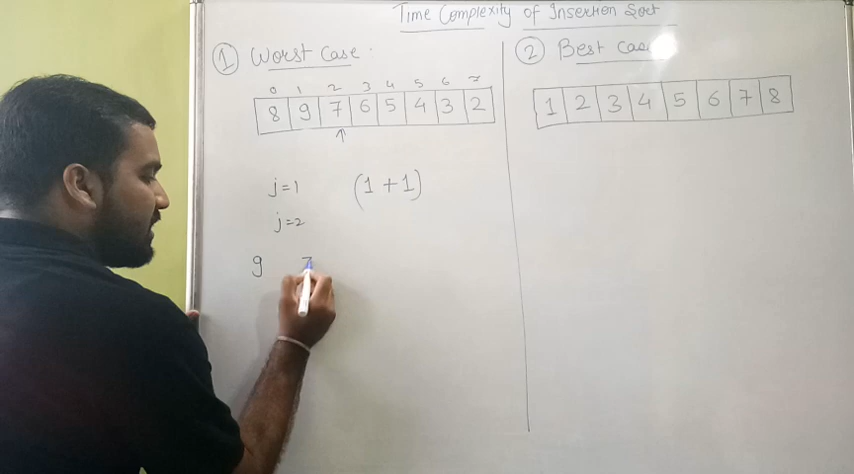 Time Complexity of Insertion Sort
① Worst Case
0 1 2 3 4 5 6 7
8 9 7 6 5 4 3 2
↑
j=1 (1+1)
j=2
9 7
② Best Case
1 2 3 4 5 6 7 8